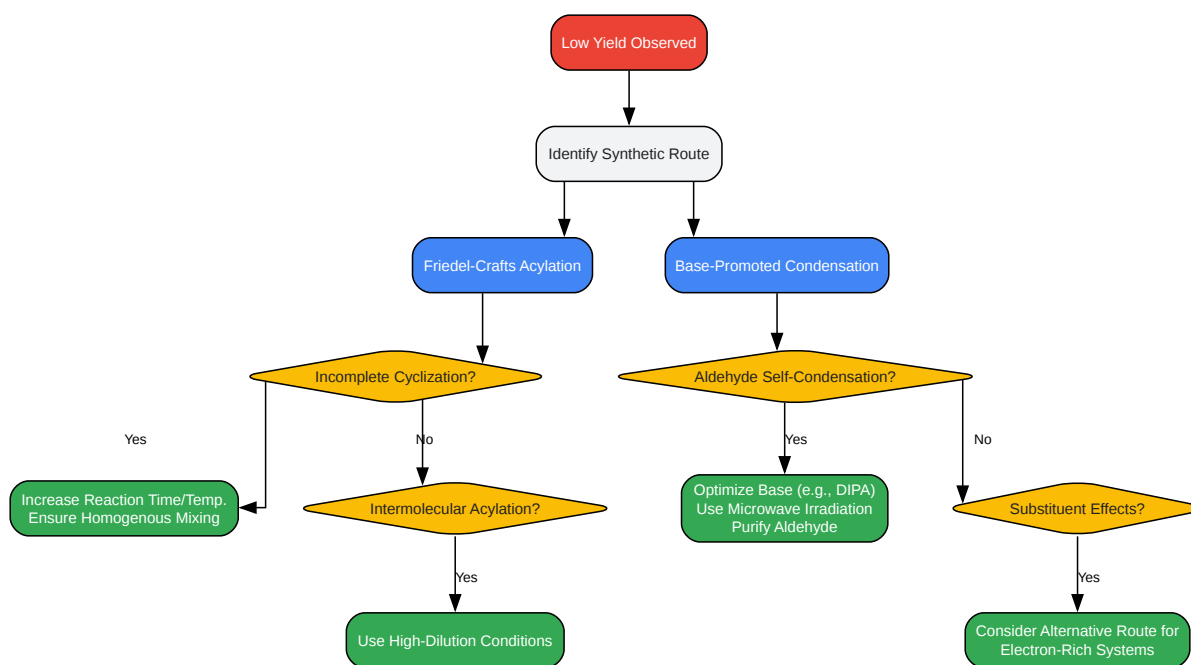 Low Yield Observed
Identify Synthetic Route
Friedel-Crafts Acylation
Base-Promoted Condensation
Incomplete Cyclization?
Aldehyde Self-Condensation?
Yes
No
Yes
No
Increase Reaction Time/Temp.
Ensure Homogenous Mixing
Intermolecular Acylation?
Optimize Base (e.g., DIPA)
Use Microwave Irradiation
Purify Aldehyde
Substituent Effects?
Yes
Yes
Use High-Dilution Conditions
Consider Alternative Route for
Electron-Rich Systems